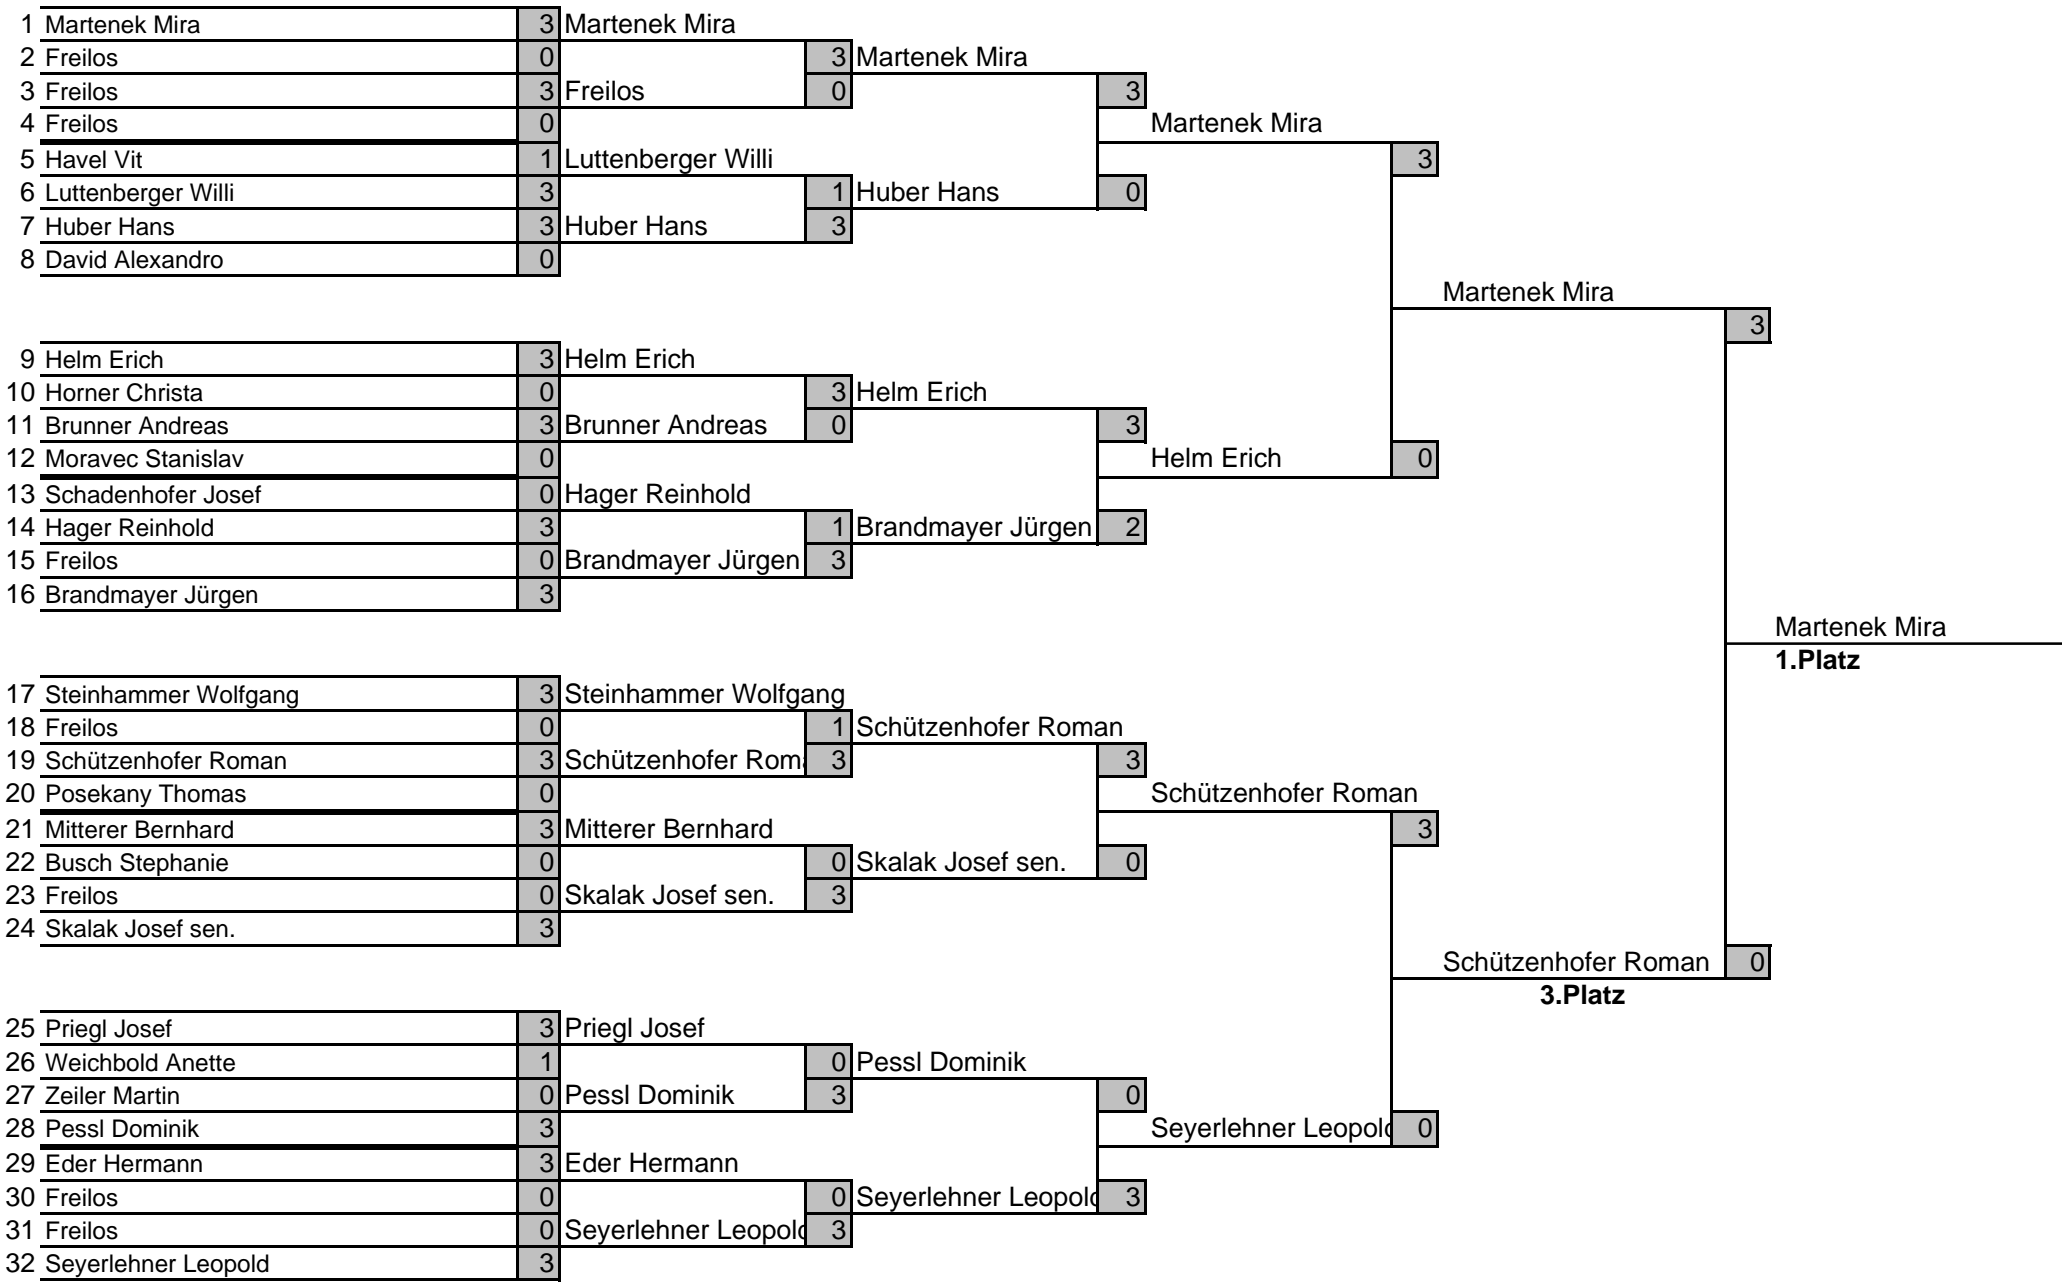 1 Martenek Mira 3 Martenek Mira
2 Freilos 0 3 Martenek Mira
3 Freilos 3 Freilos 0 3
4 Freilos 0 Martenek Mira
5 Havel Vit 1 Luttenberger Willi 3
6 Luttenberger Willi 3 1 Huber Hans 0
7 Huber Hans 3 Huber Hans 3
8 David Alexandro 0
Martenek Mira
3
9 Helm Erich 3 Helm Erich
10 Horner Christa 0 3 Helm Erich
11 Brunner Andreas 3 Brunner Andreas 0 3
12 Moravec Stanislav 0 Helm Erich 0
13 Schadenhofer Josef 0 Hager Reinhold
14 Hager Reinhold 3 1 Brandmayer Jürgen 2
15 Freilos 0 Brandmayer Jürgen 3
16 Brandmayer Jürgen 3
Martenek Mira
1.Platz
17 Steinhammer Wolfgang 3 Steinhammer Wolfgang
18 Freilos 0 1 Schützenhofer Roman
19 Schützenhofer Roman 3 Schützenhofer Roma 3 3
20 Posekany Thomas 0 Schützenhofer Roman
21 Mitterer Bernhard 3 Mitterer Bernhard 3
22 Busch Stephanie 0 0 Skalak Josef sen. 0
23 Freilos 0 Skalak Josef sen. 3
24 Skalak Josef sen. 3
Schützenhofer Roman 0
3.Platz
25 Priegl Josef 3 Priegl Josef
26 Weichbold Anette 1 0 Pessl Dominik
27 Zeiler Martin 0 Pessl Dominik 3 0
28 Pessl Dominik 3 Seyerlehner Leopold 0
29 Eder Hermann 3 Eder Hermann
30 Freilos 0 0 Seyerlehner Leopold 3
31 Freilos 0 Seyerlehner Leopold 3
32 Seyerlehner Leopold 3